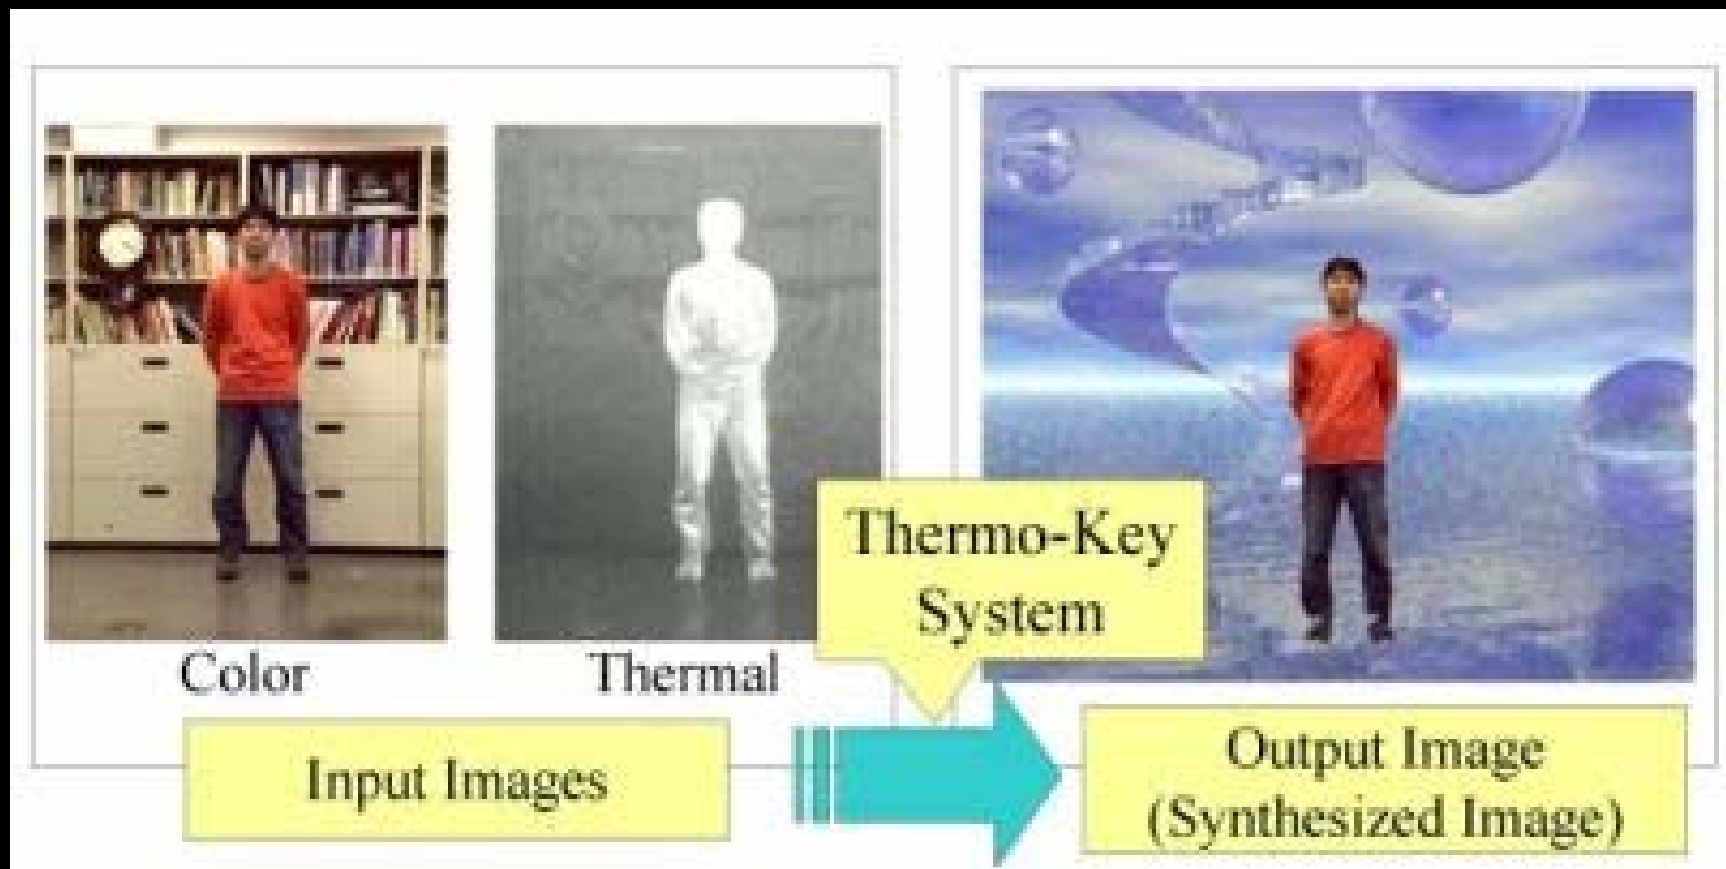 Color
Thermal
Thermo-Key
System
Input Images
Output Image
(Synthesized Image)